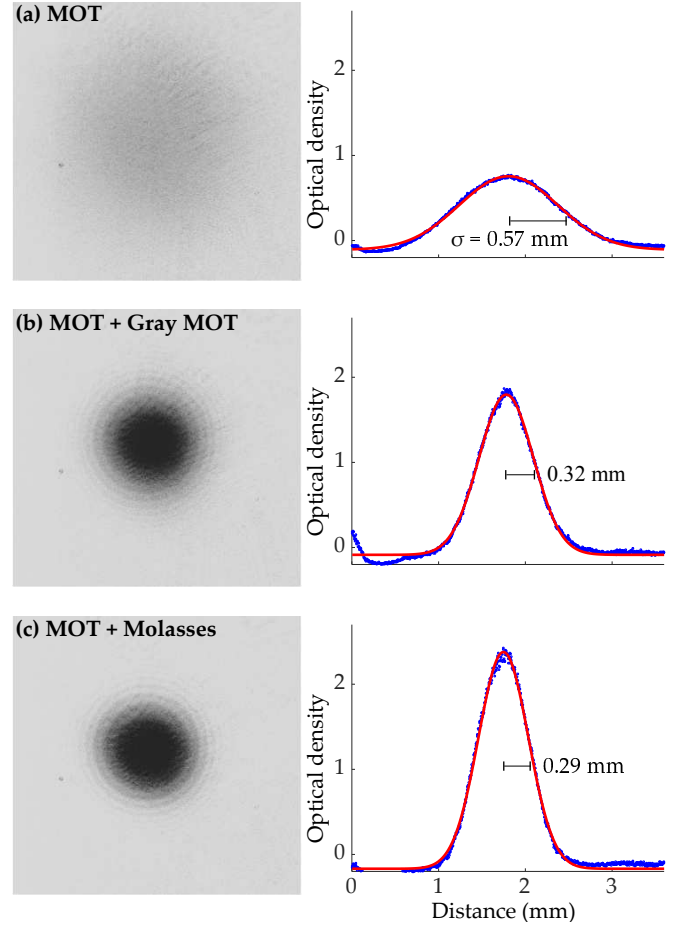 (a) MOT
Optical density
2
1
0
σ = 0.57 mm
(b) MOT + Gray MOT
Optical density
2
1
0
0.32 mm
(c) MOT + Molasses
Optical density
2
1
0
0.29 mm
0 1 2 3
Distance (mm)